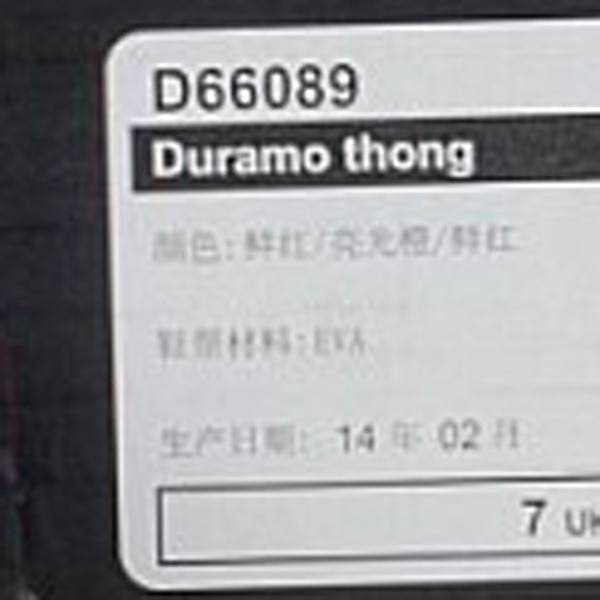 D66089
Duramo thong
颜色: 鲜红/亮光橙/鲜红
鞋帮材料:EVA
生产日期: 14 年 02 月
7 UK